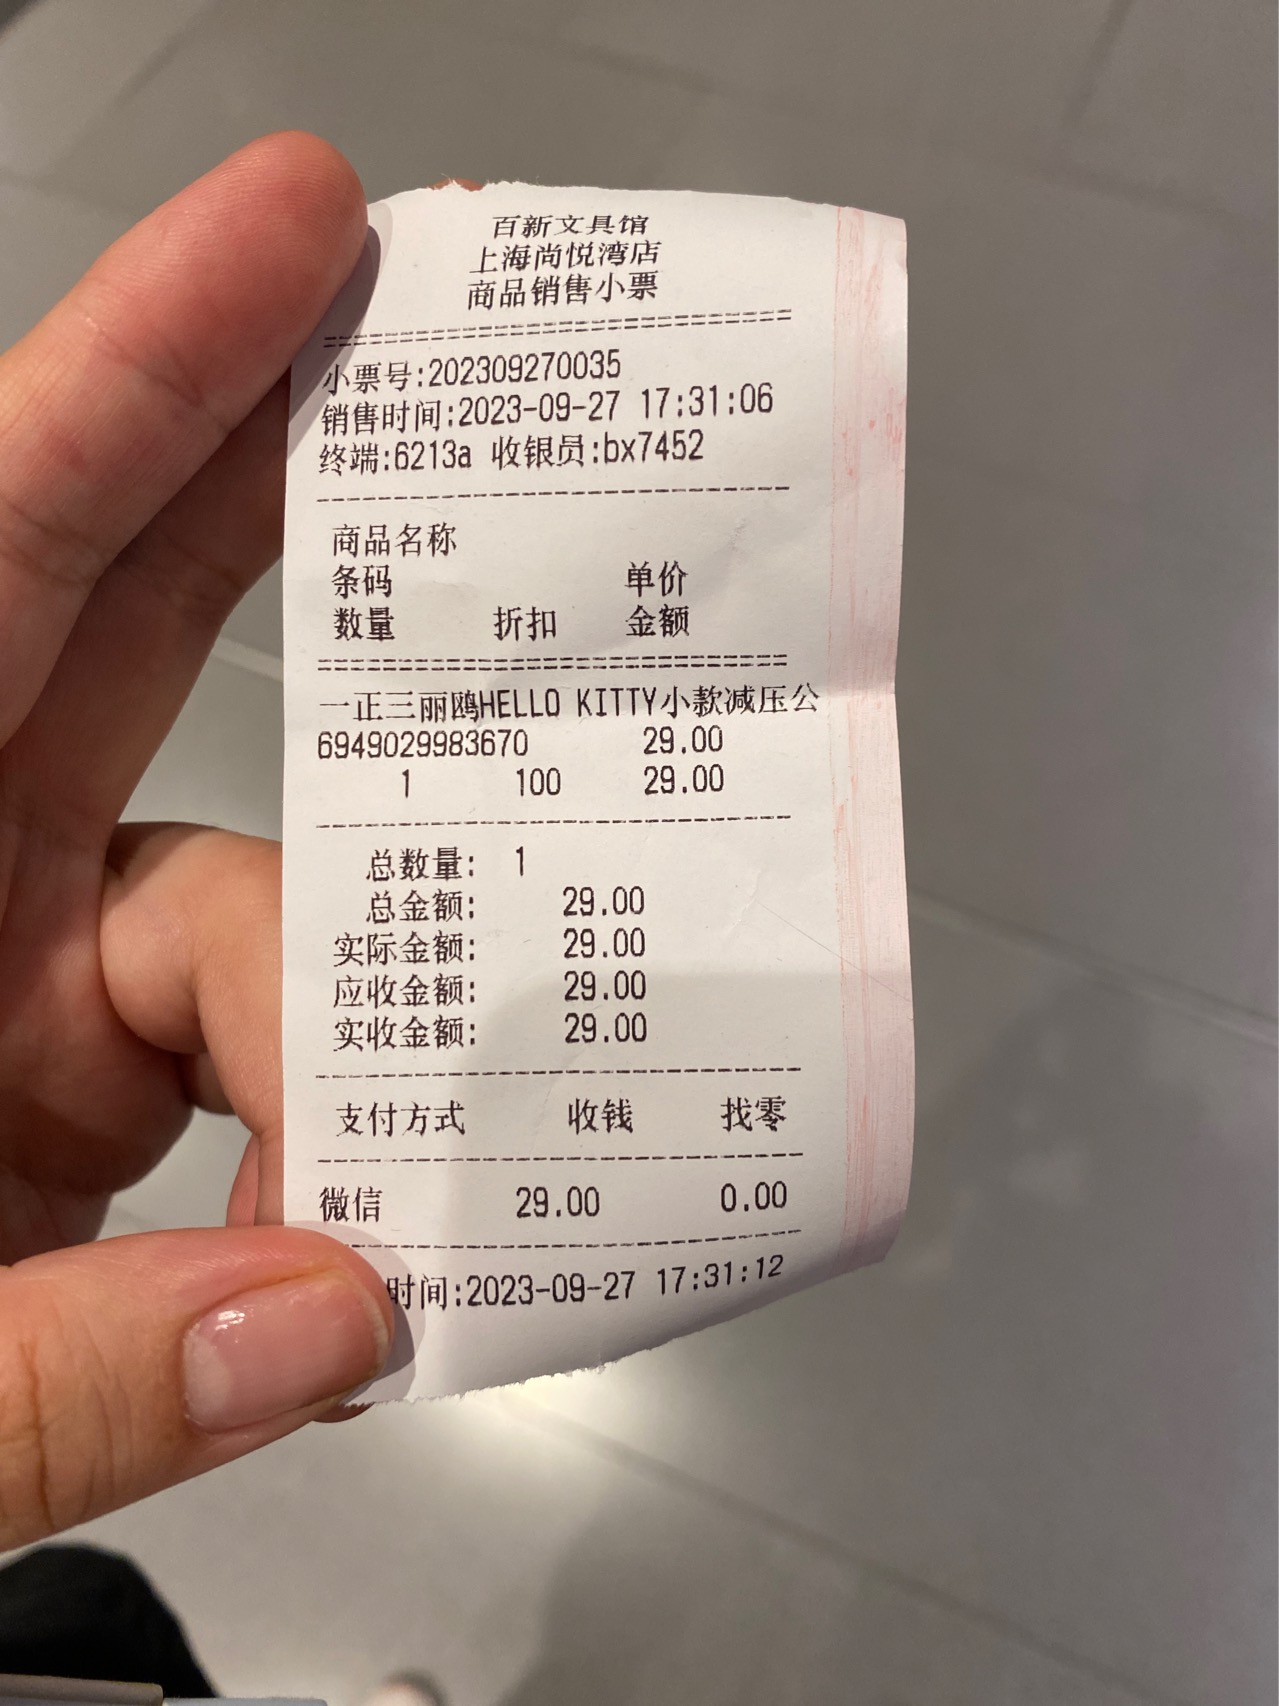 百新文具馆
上海尚悦湾店
商品销售小票
================================
小票号:202309270035
销售时间:2023-09-27 17:31:06
终端:6213a 收银员:bx7452
--------------------------------
商品名称
条码 单价
数量 折扣 金额
================================
一正三丽鸥HELLO KITTY小款减压公
6949029983670 29.00
1 100 29.00
--------------------------------
总数量: 1
总金额: 29.00
实际金额: 29.00
应收金额: 29.00
实收金额: 29.00
--------------------------------
支付方式 收钱 找零
--------------------------------
微信 29.00 0.00
--------------------------------
时间:2023-09-27 17:31:12